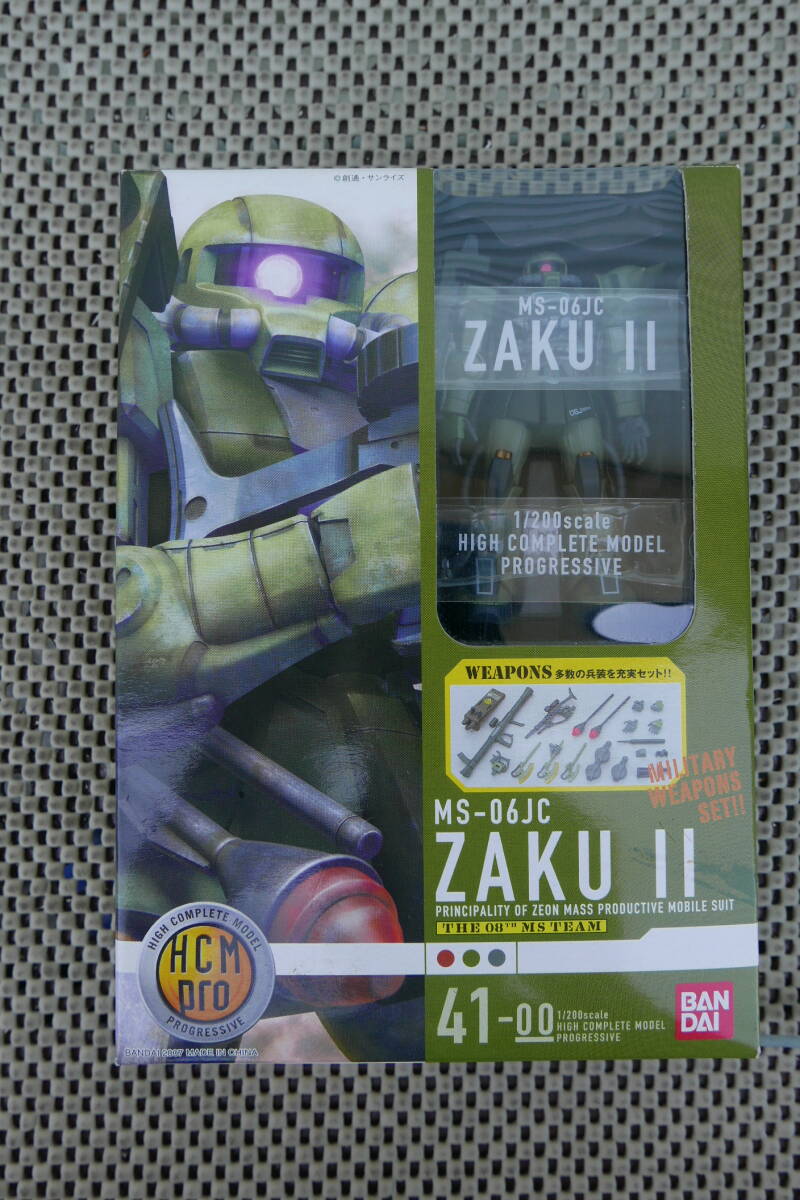 ©創通・サンライズ
MS-06JC
ZAKU II
06J
1/200scale
HIGH COMPLETE MODEL
PROGRESSIVE
WEAPONS 多数の兵装を充実セット!!
MILITARY
WEAPONS
SET!!
MS-06JC
ZAKU II
PRINCIPALITY OF ZEON MASS PRODUCTIVE MOBILE SUIT
THE 08TH MS TEAM
HIGH COMPLETE MODEL
HCM
pro
PROGRESSIVE
41-00
1/200scale
HIGH COMPLETE MODEL
PROGRESSIVE
BAN
DAI
BANDAI 2007 MADE IN CHINA